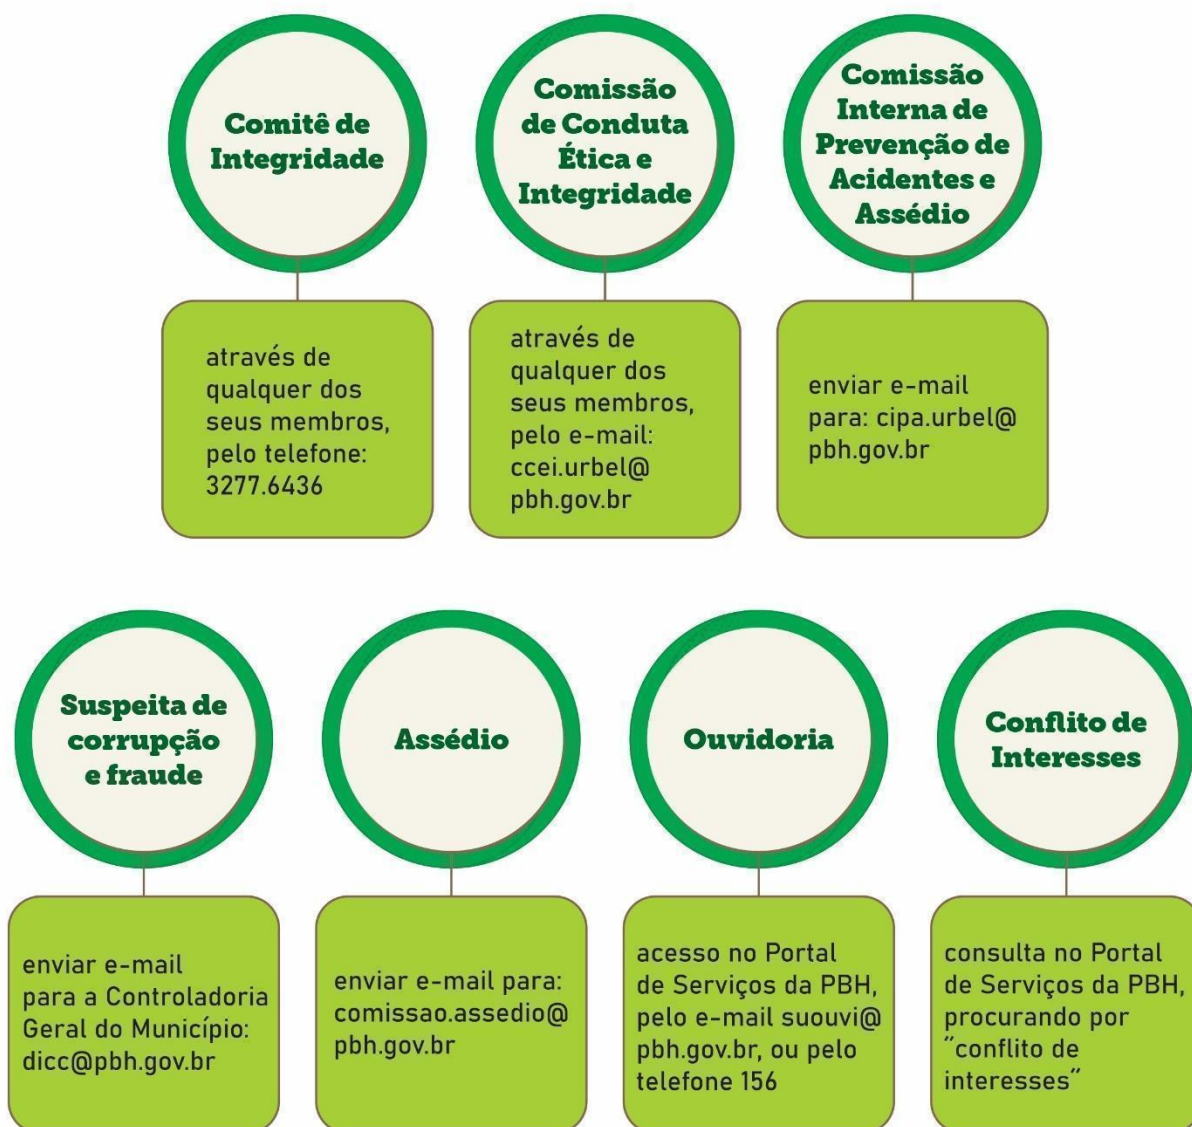 Comitê de
Integridade
através de
qualquer dos
seus membros,
pelo telefone:
3277.6436
Comissão
de Conduta
Ética e
Integridade
através de
qualquer dos
seus membros,
pelo e-mail:
ccei.urbel@
pbh.gov.br
Comissão
Interna de
Prevenção de
Acidentes e
Assédio
enviar e-mail
para: cipa.urbel@
pbh.gov.br
Suspeita de
corrupção
e fraude
enviar e-mail
para a Controladoria
Geral do Município:
dicc@pbh.gov.br
Assédio
enviar e-mail para:
comissao.assedio@
pbh.gov.br
Ouvidoria
acesso no Portal
de Serviços da PBH,
pelo e-mail suouvi@
pbh.gov.br, ou pelo
telefone 156
Conflito de
Interesses
consulta no Portal
de Serviços da PBH,
procurando por
"conflito de
interesses"